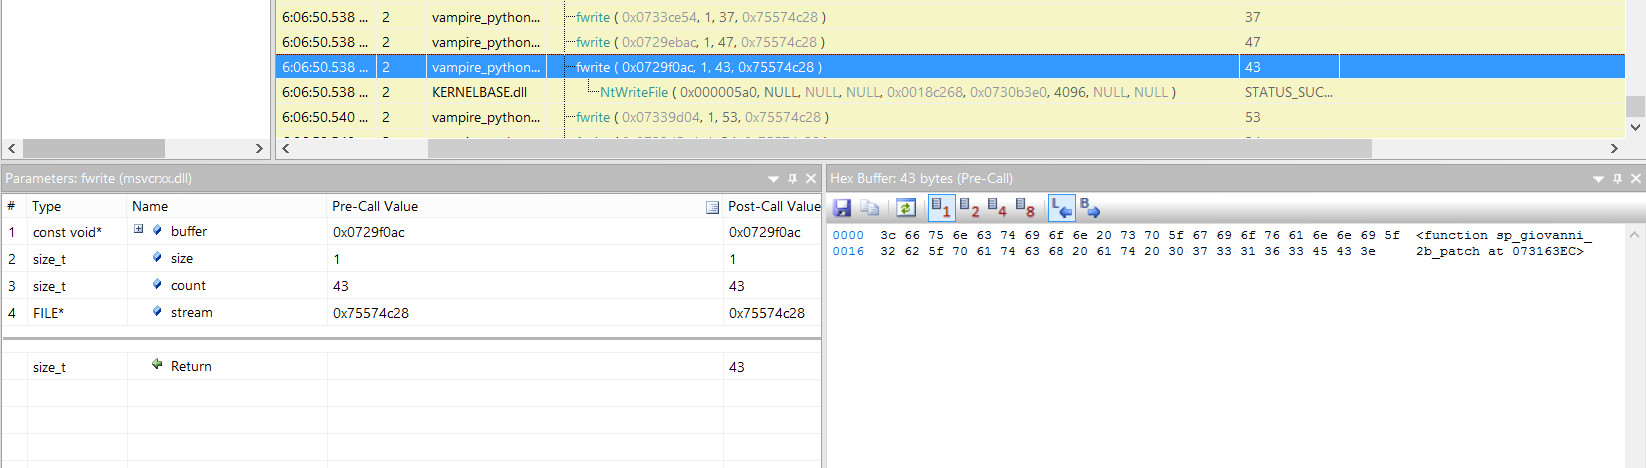 6:06:50.538 ... 2 vampire_python... fwrite ( 0x0733ce54, 1, 37, 0x75574c28 ) 37
6:06:50.538 ... 2 vampire_python... fwrite ( 0x0729ebac, 1, 47, 0x75574c28 ) 47
6:06:50.538 ... 2 vampire_python... fwrite ( 0x0729f0ac, 1, 43, 0x75574c28 ) 43
6:06:50.538 ... 2 KERNELBASE.dll NtWriteFile ( 0x000005a0, NULL, NULL, NULL, 0x0018c268, 0x0730b3e0, 4096, NULL, NULL ) STATUS_SUC...
6:06:50.540 ... 2 vampire_python... fwrite ( 0x07339d04, 1, 53, 0x75574c28 ) 53
Parameters: fwrite (msvcrxx.dll)
# Type Name Pre-Call Value Post-Call Value
1 const void* buffer 0x0729f0ac 0x0729f0ac
2 size_t size 1 1
3 size_t count 43 43
4 FILE* stream 0x75574c28 0x75574c28
size_t Return 43
Hex Buffer: 43 bytes (Pre-Call)
1 2 4 8 L B
0000 3c 66 75 6e 63 74 69 6f 6e 20 73 70 5f 67 69 6f 76 61 6e 6e 69 5f <function sp_giovanni_
0016 32 62 5f 70 61 74 63 68 20 61 74 20 30 37 33 31 36 33 45 43 3e 2b_patch at 073163EC>